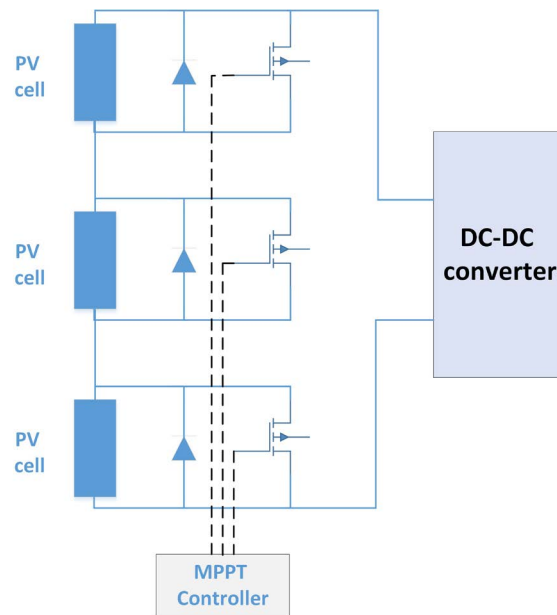 PV
cell
PV
cell
DC-DC
converter
PV
cell
MPPT
Controller